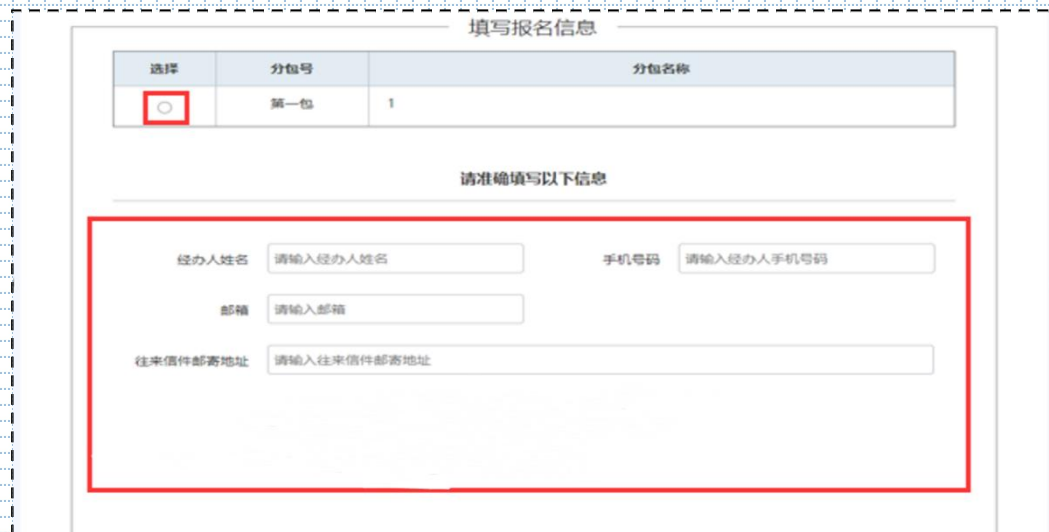 填写报名信息
选择 分包号 分包名称
第一包 1
请准确填写以下信息
经办人姓名 请输入经办人姓名 手机号码 请输入经办人手机号码
邮箱 请输入邮箱
往来信件邮寄地址 请输入往来信件邮寄地址